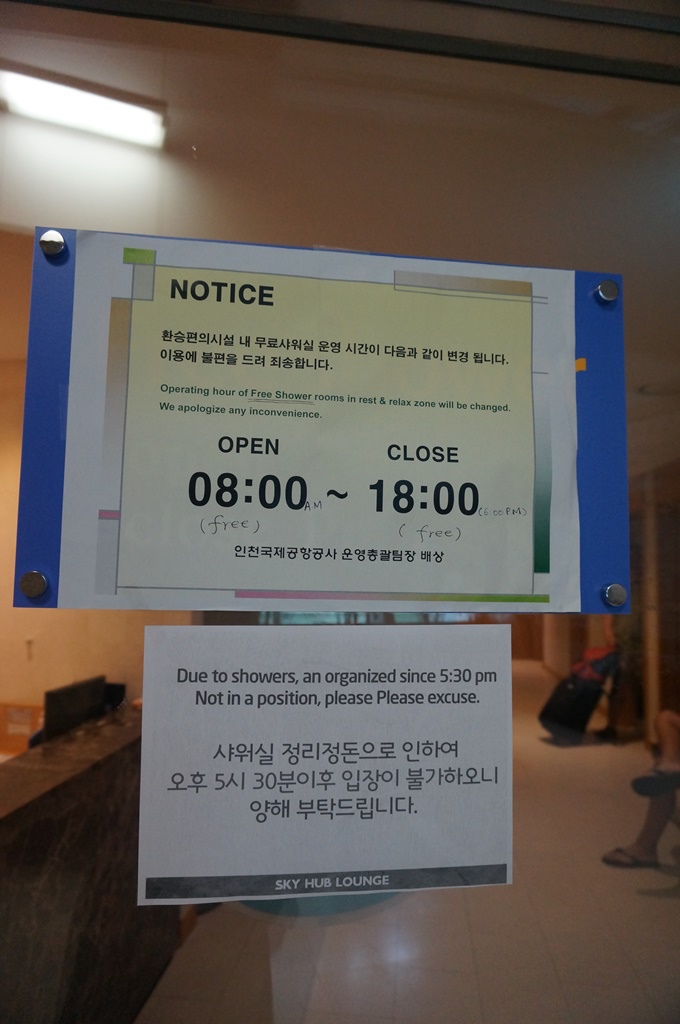 NOTICE
환승편의시설 내 무료샤워실 운영 시간이 다음과 같이 변경 됩니다.
이용에 불편을 드려 죄송합니다.
Operating hour of Free Shower rooms in rest & relax zone will be changed.
We apologize any inconvenience.
OPEN CLOSE
08:00 AM ~ 18:00 (6:00 PM)
(free) (free)
인천국제공항공사 운영총괄팀장 배상
Due to showers, an organized since 5:30 pm
Not in a position, please Please excuse.
샤워실 정리정돈으로 인하여
오후 5시 30분이후 입장이 불가하오니
양해 부탁드립니다.
SKY HUB LOUNGE